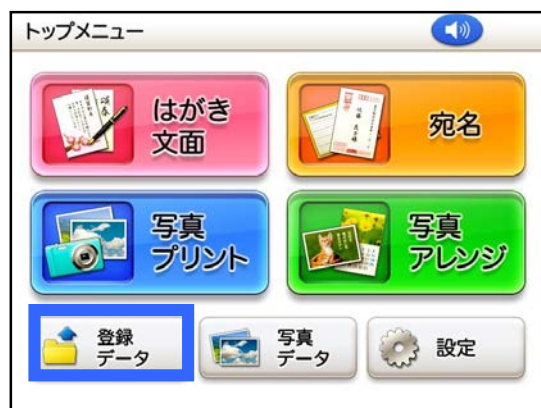 トップメニュー
はがき
文面
宛名
写真
プリント
写真
アレンジ
登録
データ
写真
データ
設定